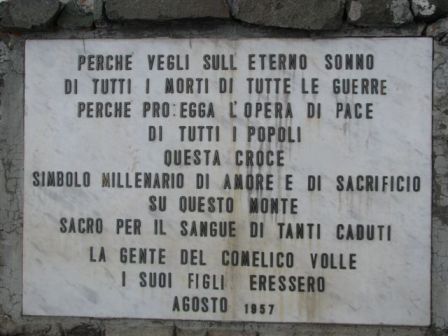 PERCHE VEGLI SULL ETERNO SONNO
DI TUTTI I MORTI DI TUTTE LE GUERRE
PERCHE PRO EGGA L'OPERA DI PACE
DI TUTTI I POPOLI
QUESTA CROCE
SIMBOLO MILLENARIO DI AMORE E DI SACRIFICIO
SU QUESTO MONTE
SACRO PER IL SANGUE DI TANTI CADUTI
LA GENTE DEL COMELICO VOLLE
I SUOI FIGLI ERESSERO
AGOSTO 1957